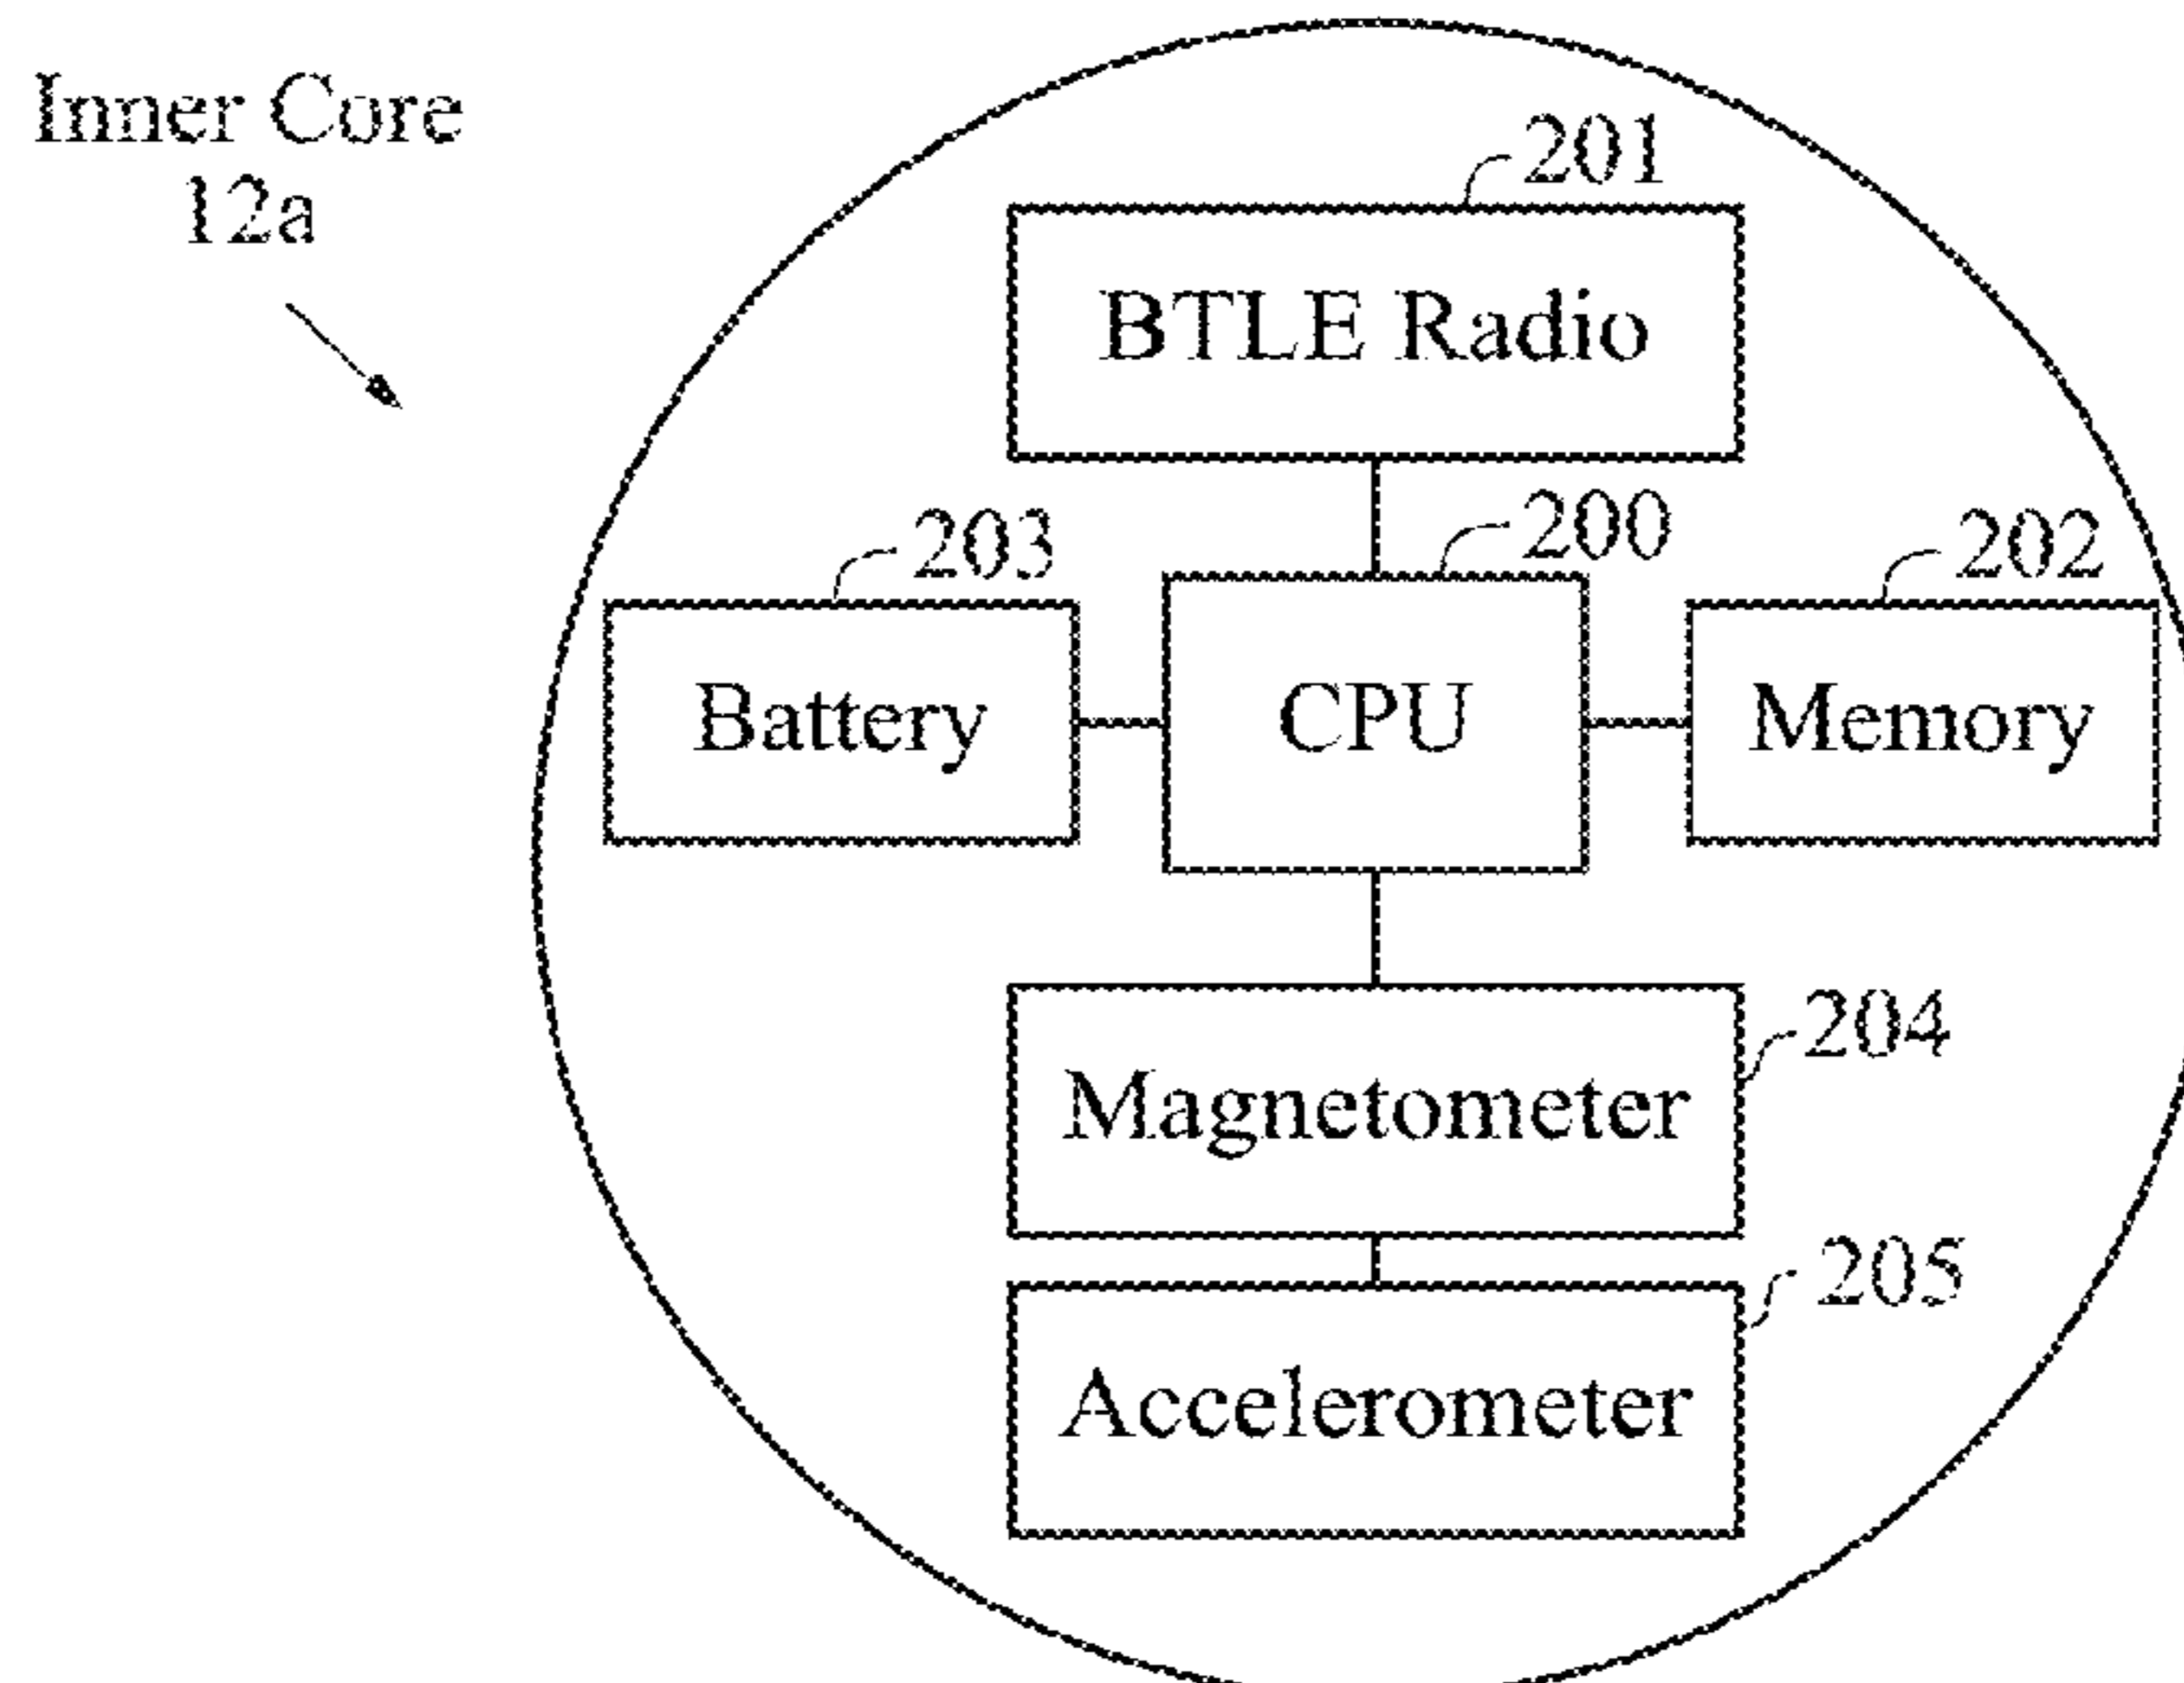 Inner Core
12a
201
BTLE Radio
203
200
202
Battery
CPU
Memory
204
Magnetometer
205
Accelerometer